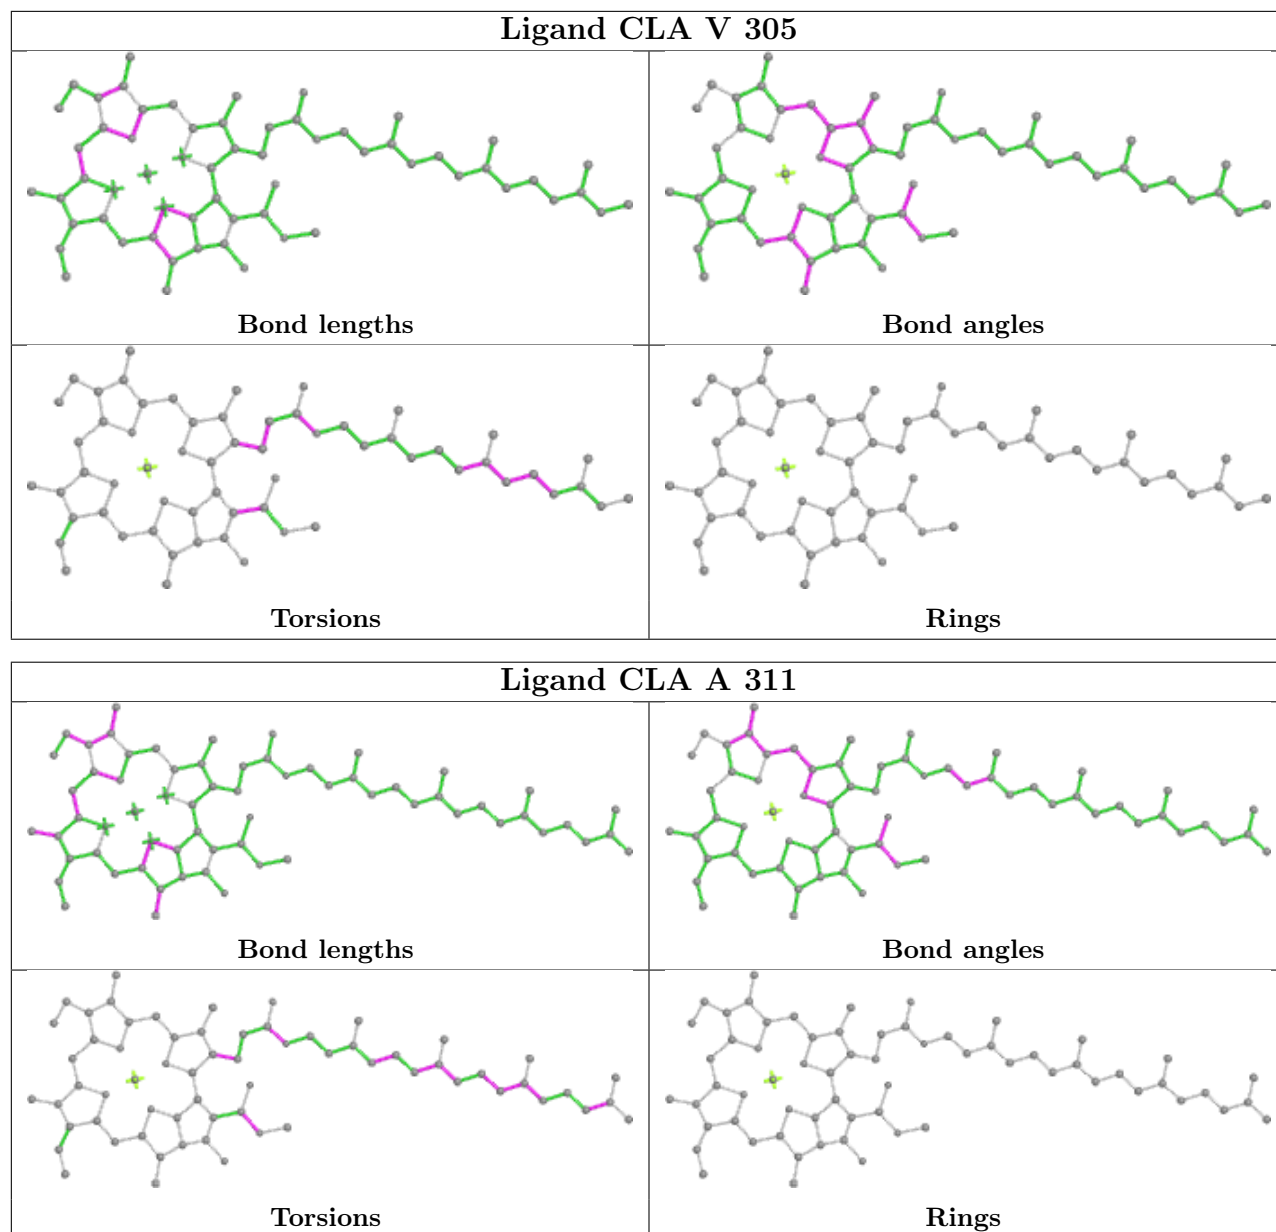 Ligand CLA V 305
Bond lengths
Bond angles
Torsions
Rings
Ligand CLA A 311
Bond lengths
Bond angles
Torsions
Rings